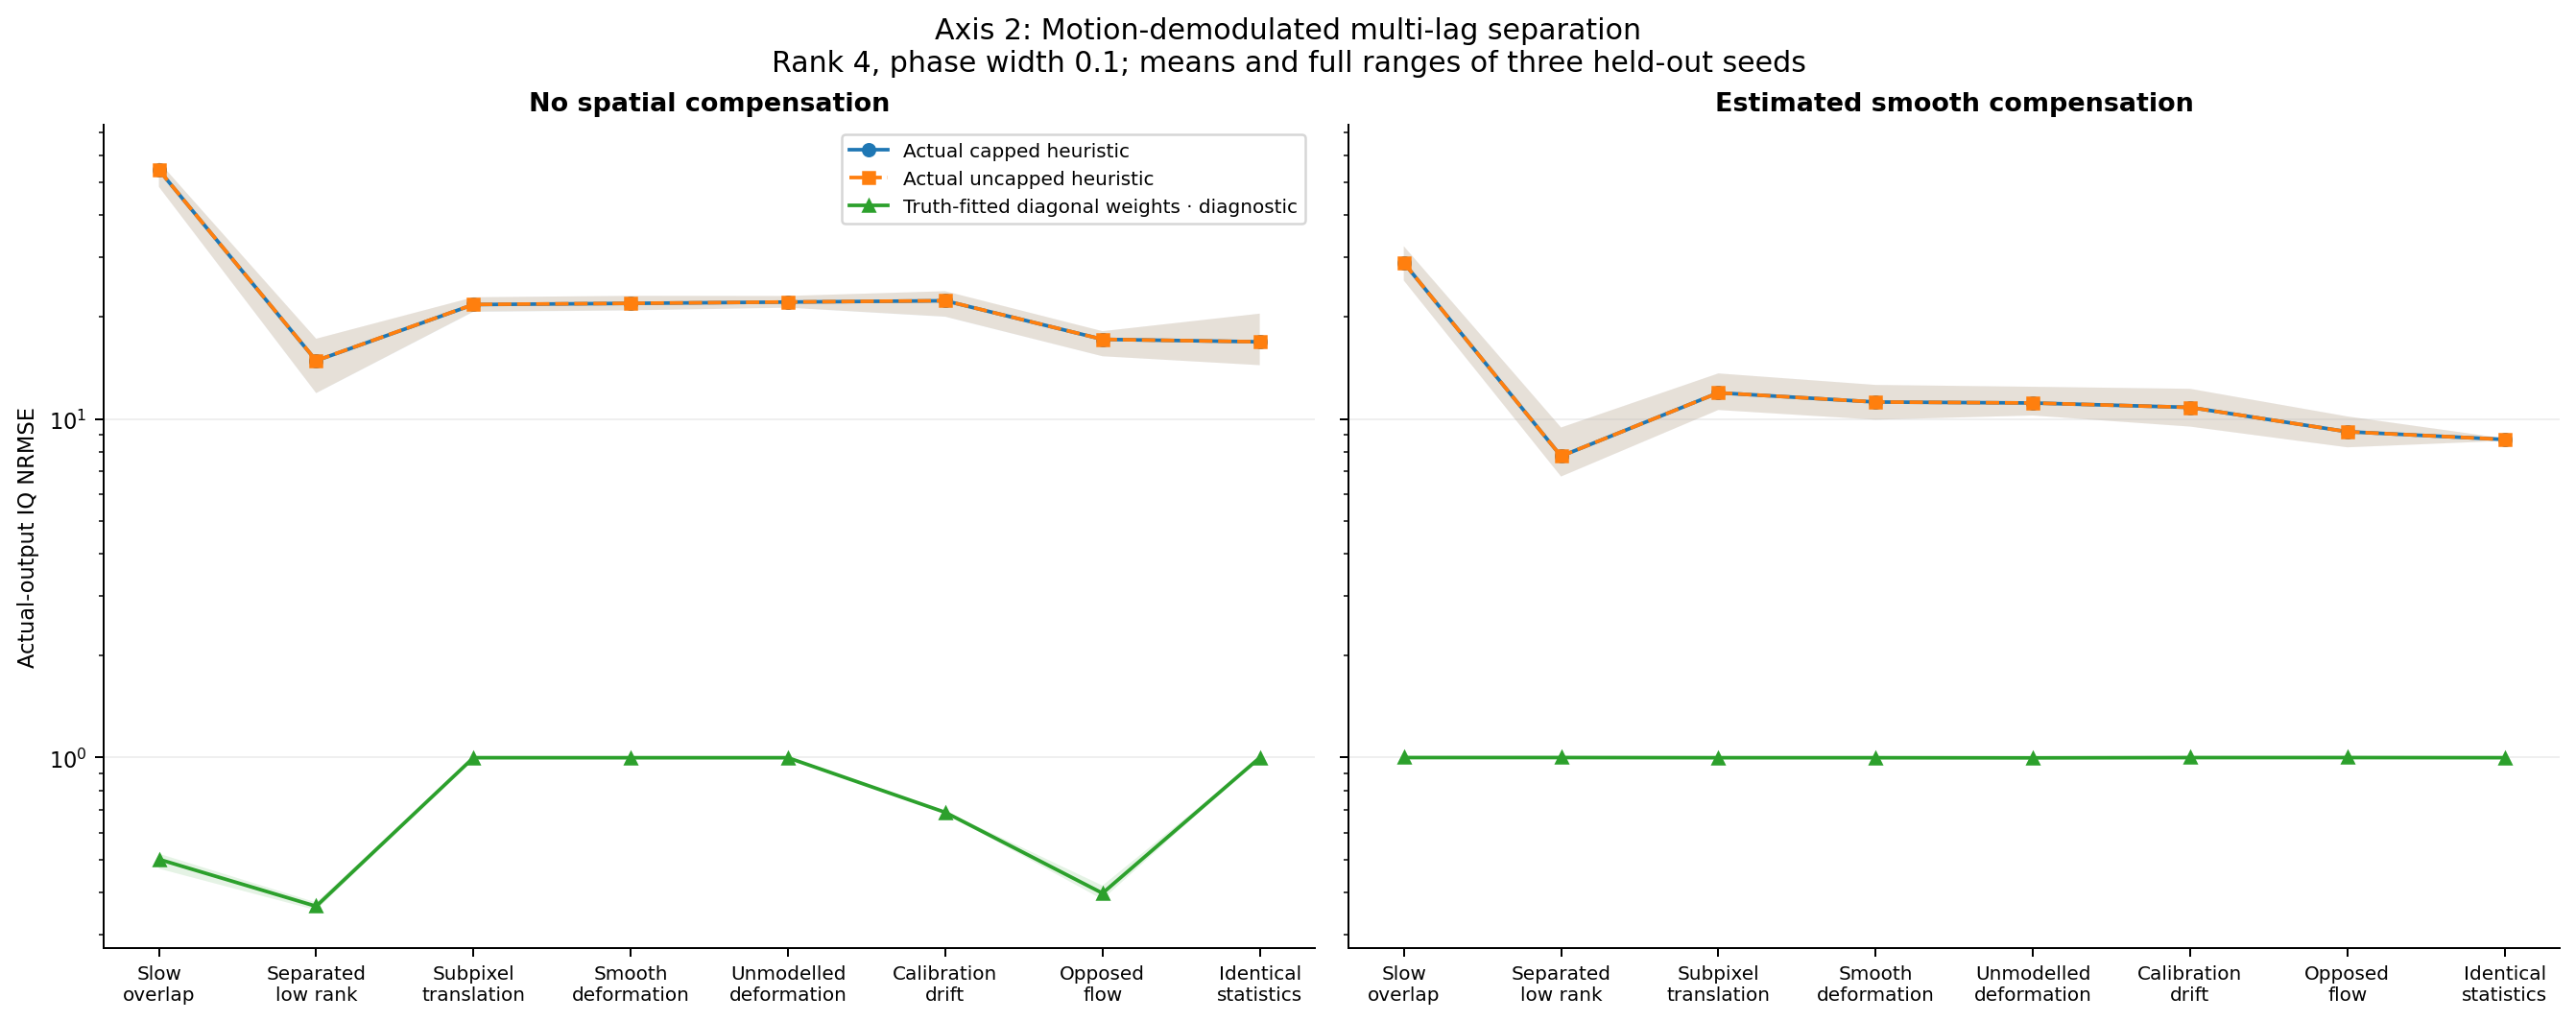 Axis 2: Motion-demodulated multi-lag separation
Rank 4, phase width 0.1; means and full ranges of three held-out seeds
No spatial compensation
Estimated smooth compensation
Actual capped heuristic
Actual uncapped heuristic
Truth-fitted diagonal weights · diagnostic
Actual-output IQ NRMSE
10¹
10⁰
Slow
overlap
Separated
low rank
Subpixel
translation
Smooth
deformation
Unmodelled
deformation
Calibration
drift
Opposed
flow
Identical
statistics
Slow
overlap
Separated
low rank
Subpixel
translation
Smooth
deformation
Unmodelled
deformation
Calibration
drift
Opposed
flow
Identical
statistics